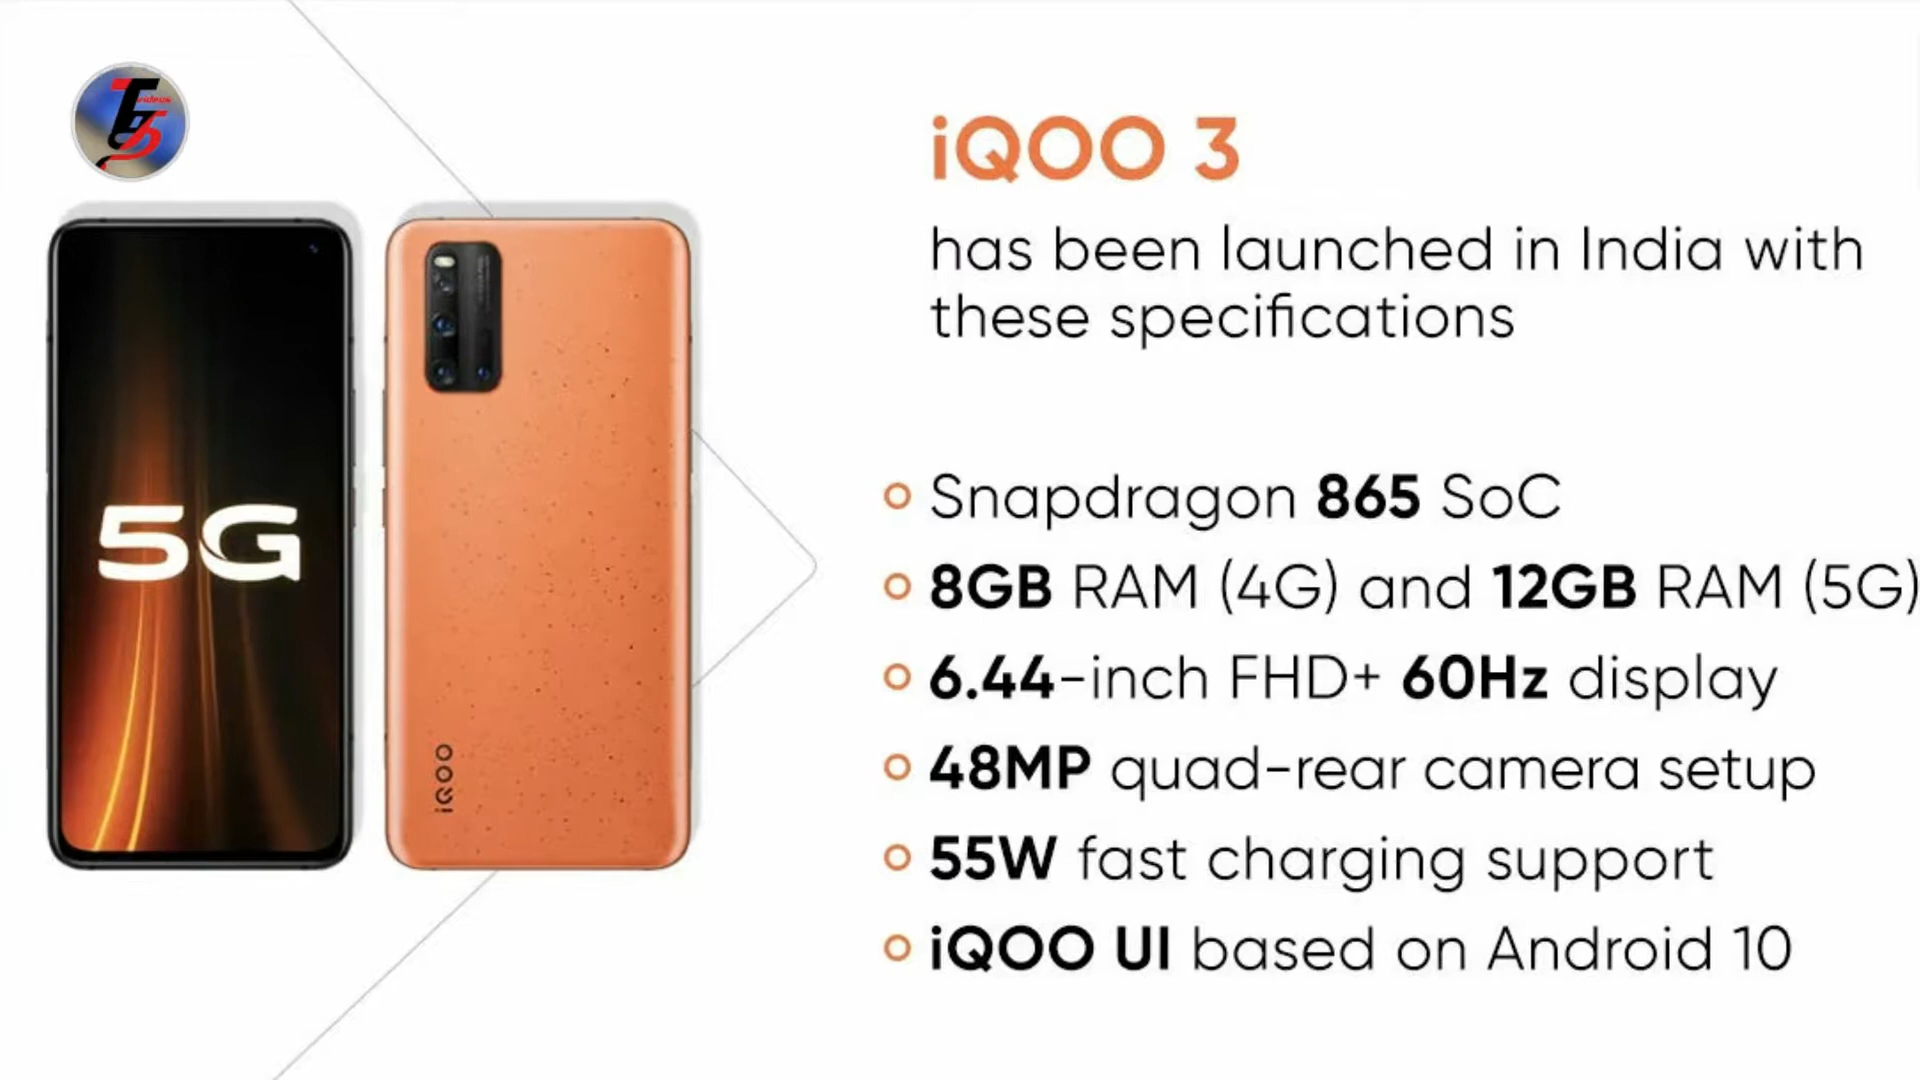 iQOO 3
has been launched in India with
these specifications
Snapdragon 865 SoC
8GB RAM (4G) and 12GB RAM (5G)
6.44-inch FHD+ 60Hz display
48MP quad-rear camera setup
55W fast charging support
iQOO UI based on Android 10
5G
iQOO